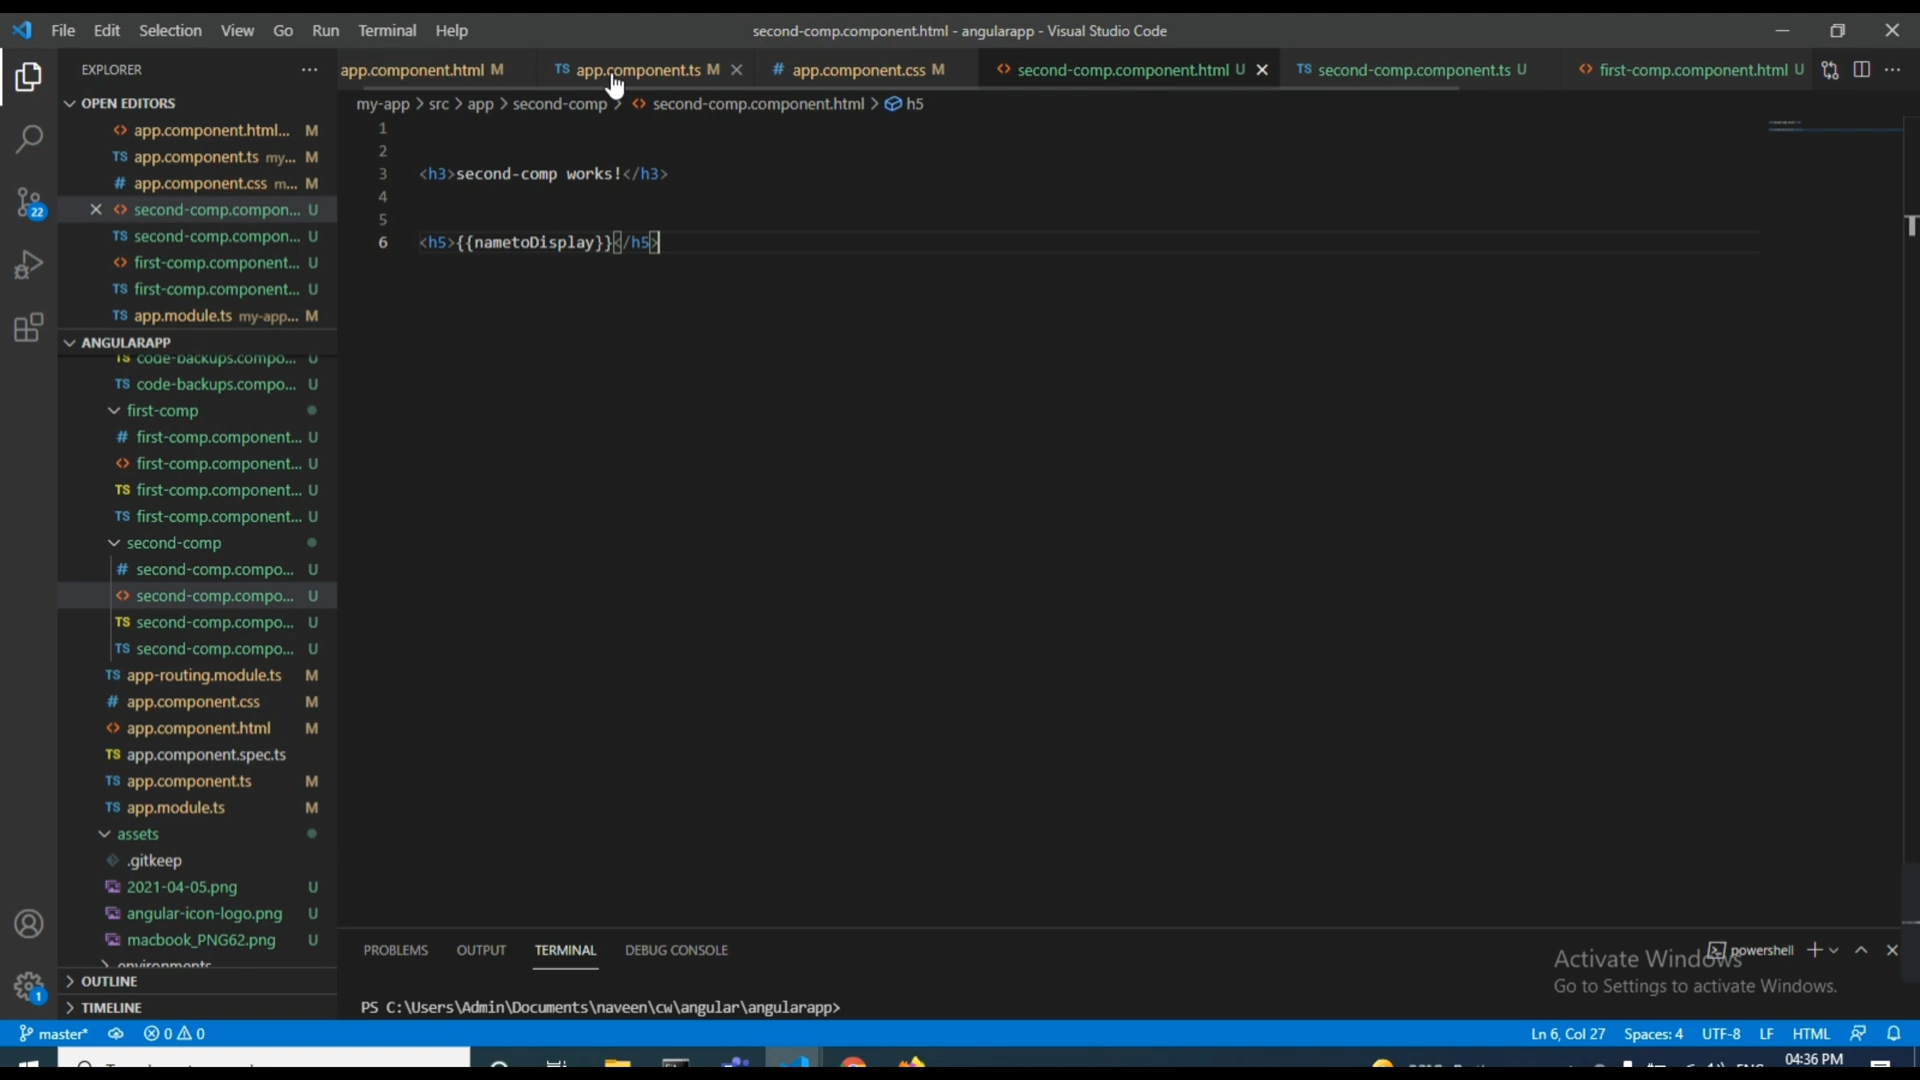 File Edit Selection View Go Run Terminal Help
second-comp.component.html - angularapp - Visual Studio Code
EXPLORER
app.component.html M
TS app.component.ts M
# app.component.css M
<> second-comp.component.html U
TS second-comp.component.ts U
<> first-comp.component.html U
my-app > src > app > second-comp > <> second-comp.component.html > h5
OPEN EDITORS
<> app.component.html... M
TS app.component.ts my-... M
# app.component.css m... M
<> second-comp.compon... U
TS second-comp.compon... U
<> first-comp.component... U
TS first-comp.component... U
TS app.module.ts my-app... M
ANGULARAPP
TS code-backups.compo... U
TS code-backups.compo... U
first-comp
# first-comp.component... U
<> first-comp.component... U
TS first-comp.component... U
TS first-comp.component... U
second-comp
# second-comp.compo... U
<> second-comp.compo... U
TS second-comp.compo... U
TS second-comp.compo... U
TS app-routing.module.ts M
# app.component.css M
<> app.component.html M
TS app.component.spec.ts
TS app.component.ts M
TS app.module.ts M
assets
.gitkeep
2021-04-05.png U
angular-icon-logo.png U
macbook_PNG62.png U
environments
OUTLINE
TIMELINE
22
1
1
2
3 <h3>second-comp works!</h3>
4
5
6 <h5>{{nametoDisplay}}</h5>
PROBLEMS OUTPUT TERMINAL DEBUG CONSOLE
powershell
PS C:\Users\Admin\Documents\naveen\cw\angular\angularapp>
Activate Windows
Go to Settings to activate Windows.
master* 0 0
Ln 6, Col 27 Spaces: 4 UTF-8 LF HTML
04:36 PM